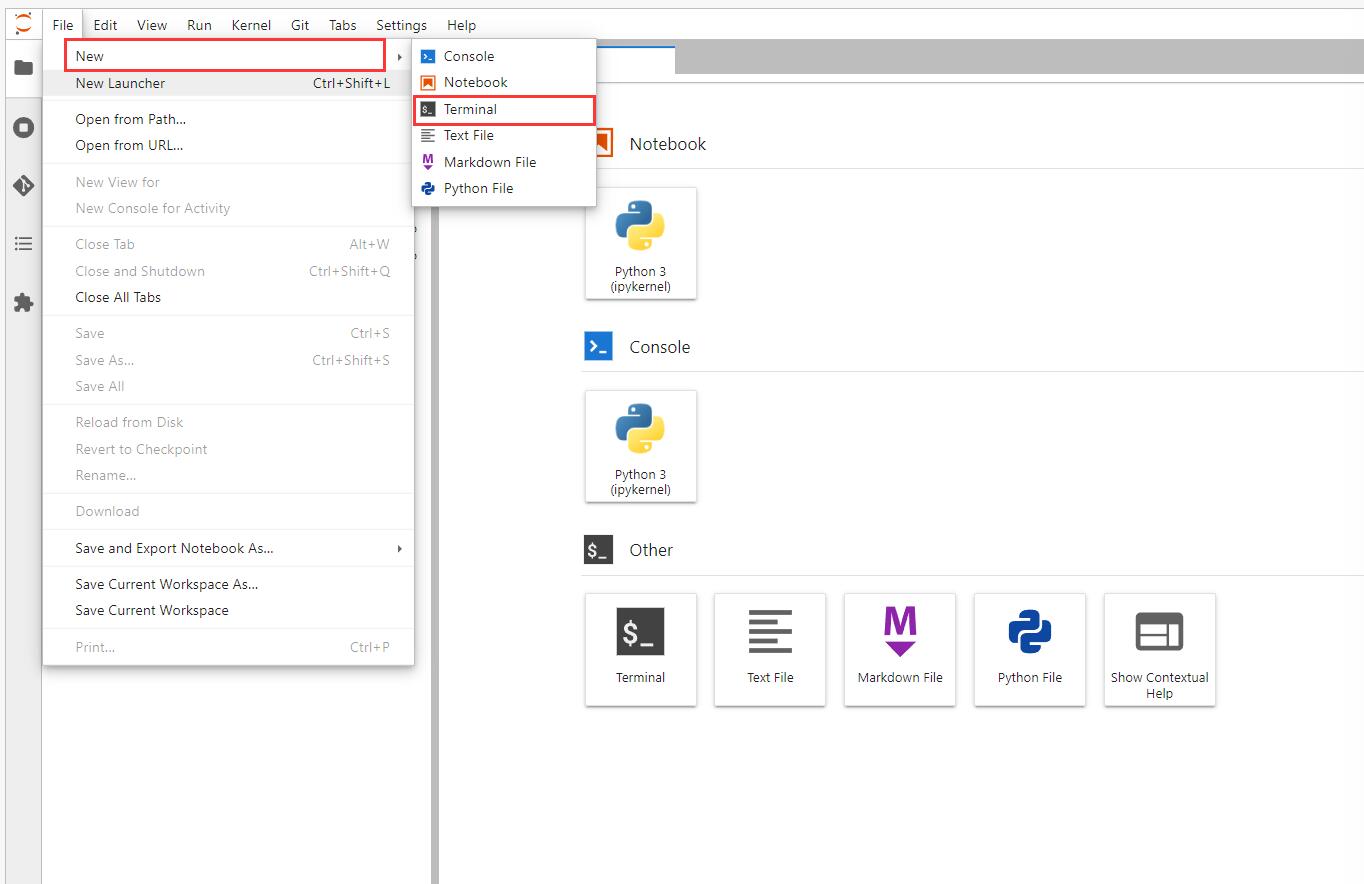 File Edit View Run Kernel Git Tabs Settings Help
New
New Launcher Ctrl+Shift+L
Open from Path...
Open from URL...
New View for
New Console for Activity
Close Tab Alt+W
Close and Shutdown Ctrl+Shift+Q
Close All Tabs
Save Ctrl+S
Save As... Ctrl+Shift+S
Save All
Reload from Disk
Revert to Checkpoint
Rename...
Download
Save and Export Notebook As...
Save Current Workspace As...
Save Current Workspace
Print... Ctrl+P
Console
Notebook
$_ Terminal
Text File
M Markdown File
Python File
Notebook
Python 3
(ipykernel)
Console
Python 3
(ipykernel)
$_ Other
$_
Terminal
Text File
M
Markdown File
Python File
Show Contextual
Help